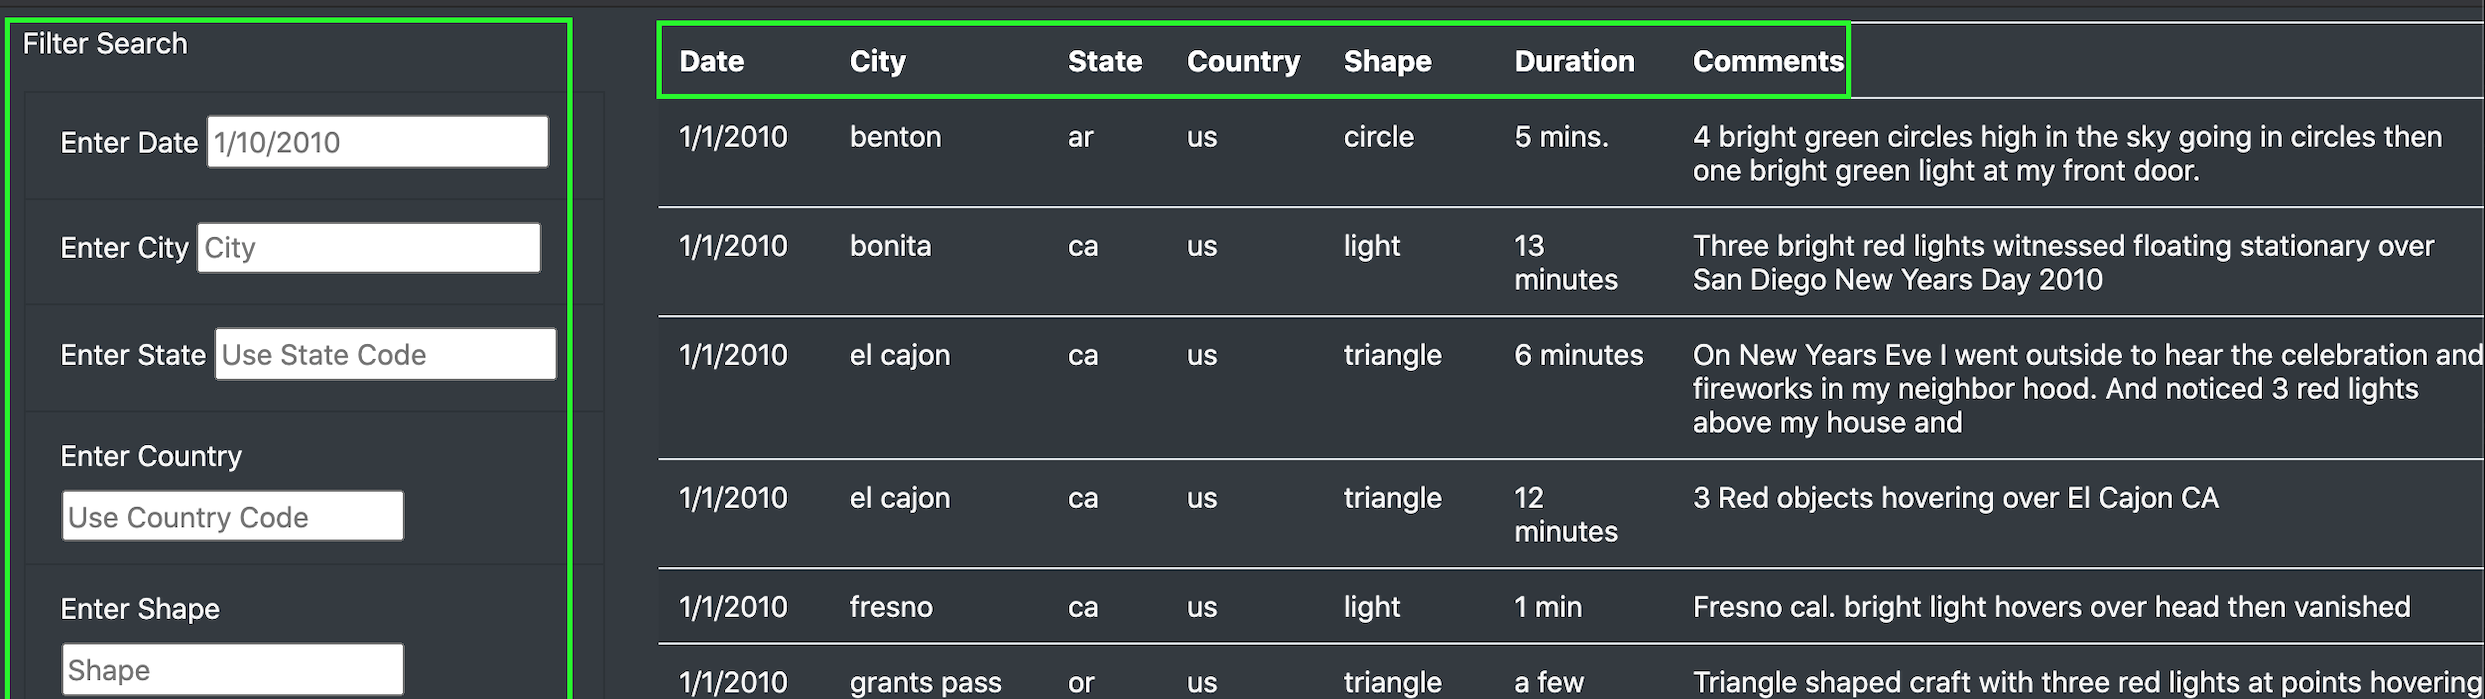 Filter Search
Enter Date 1/10/2010
Enter City City
Enter State Use State Code
Enter Country
Use Country Code
Enter Shape
Shape
Date City State Country Shape Duration Comments
1/1/2010 benton ar us circle 5 mins. 4 bright green circles high in the sky going in circles then
one bright green light at my front door.
1/1/2010 bonita ca us light 13 Three bright red lights witnessed floating stationary over
minutes San Diego New Years Day 2010
1/1/2010 el cajon ca us triangle 6 minutes On New Years Eve I went outside to hear the celebration and
fireworks in my neighbor hood. And noticed 3 red lights
above my house and
1/1/2010 el cajon ca us triangle 12 3 Red objects hovering over El Cajon CA
minutes
1/1/2010 fresno ca us light 1 min Fresno cal. bright light hovers over head then vanished
1/1/2010 grants pass or us triangle a few Triangle shaped craft with three red lights at points hovering